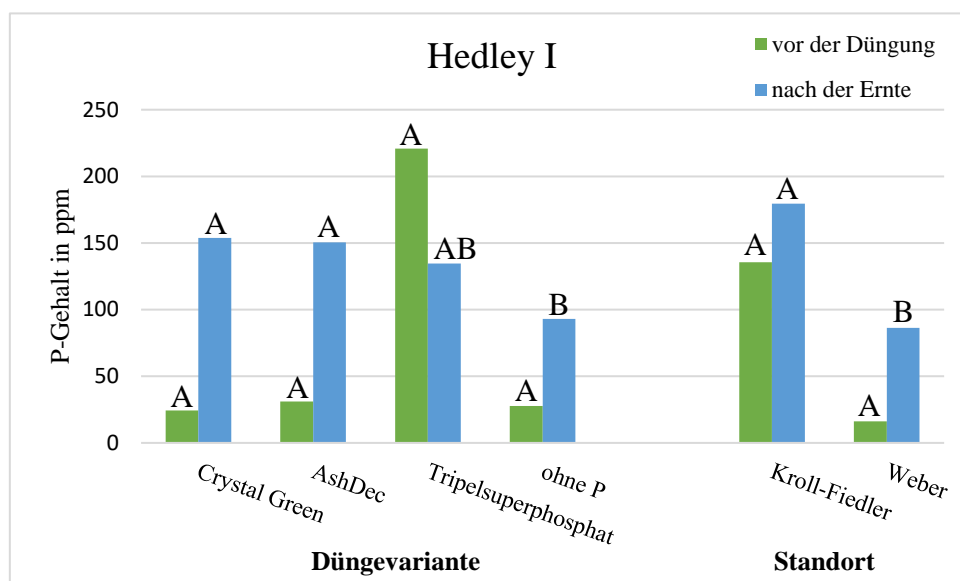 Hedley I
vor der Düngung
nach der Ernte
P-Gehalt in ppm
250
200
150
100
50
0
A
A
A
A
A
AB
A
B
A
A
A
B
Crystal Green
AshDec
Tripelsuperphosphat
ohne P
Kroll-Fiedler
Weber
Düngevariante
Standort